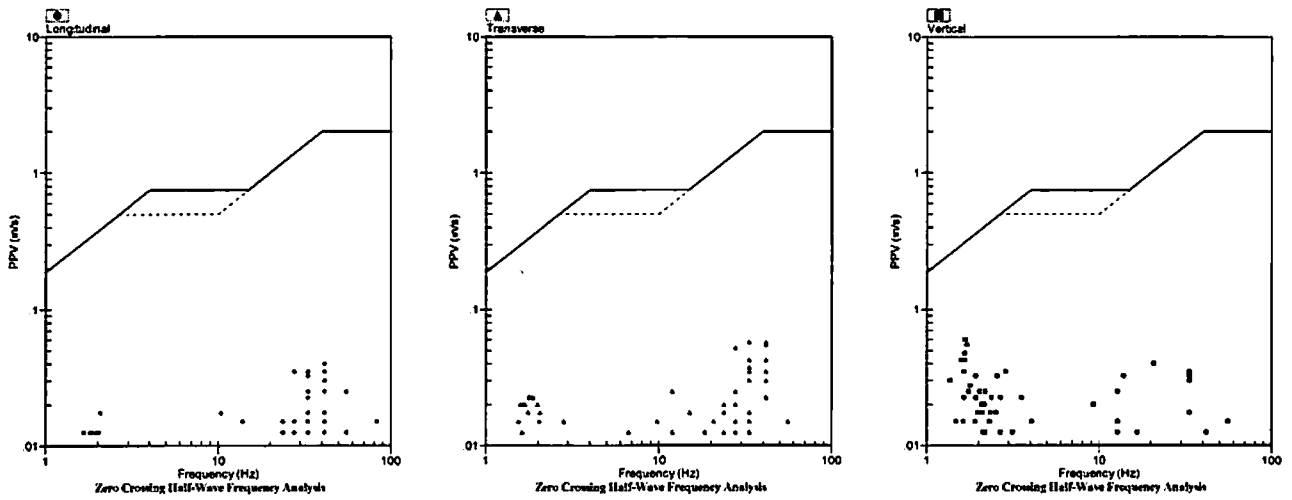 Longitudinal
10
1
.1
.01
PPV (in/s)
1
10
100
Frequency (Hz)
Zero Crossing Half-Wave Frequency Analysis
Transverse
10
1
.1
.01
PPV (in/s)
1
10
100
Frequency (Hz)
Zero Crossing Half-Wave Frequency Analysis
Vertical
10
1
.1
.01
PPV (in/s)
1
10
100
Frequency (Hz)
Zero Crossing Half-Wave Frequency Analysis